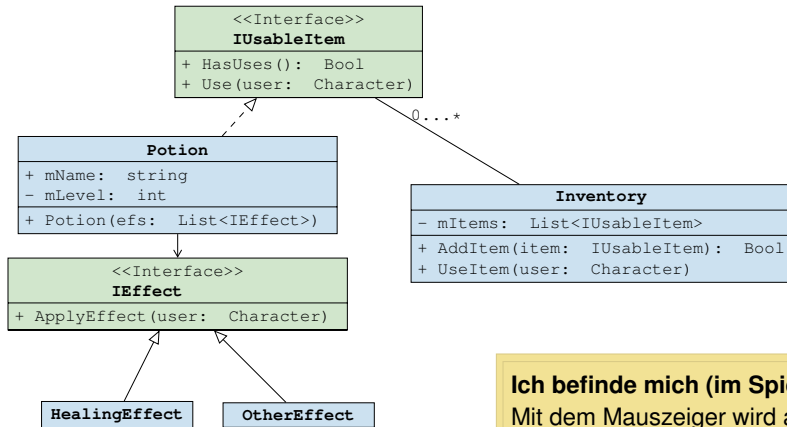 <<Interface>>
IUsableItem
+ HasUses(): Bool
+ Use(user: Character)
0...*
Potion
+ mName: string
- mLevel: int
+ Potion(efs: List<IEffect>)
Inventory
- mItems: List<IUsableItem>
+ AddItem(item: IUsableItem): Bool
+ UseItem(user: Character)
<<Interface>>
IEffect
+ ApplyEffect(user: Character)
HealingEffect
OtherEffect
Ich befinde mich (im Spie
Mit dem Mauszeiger wird a